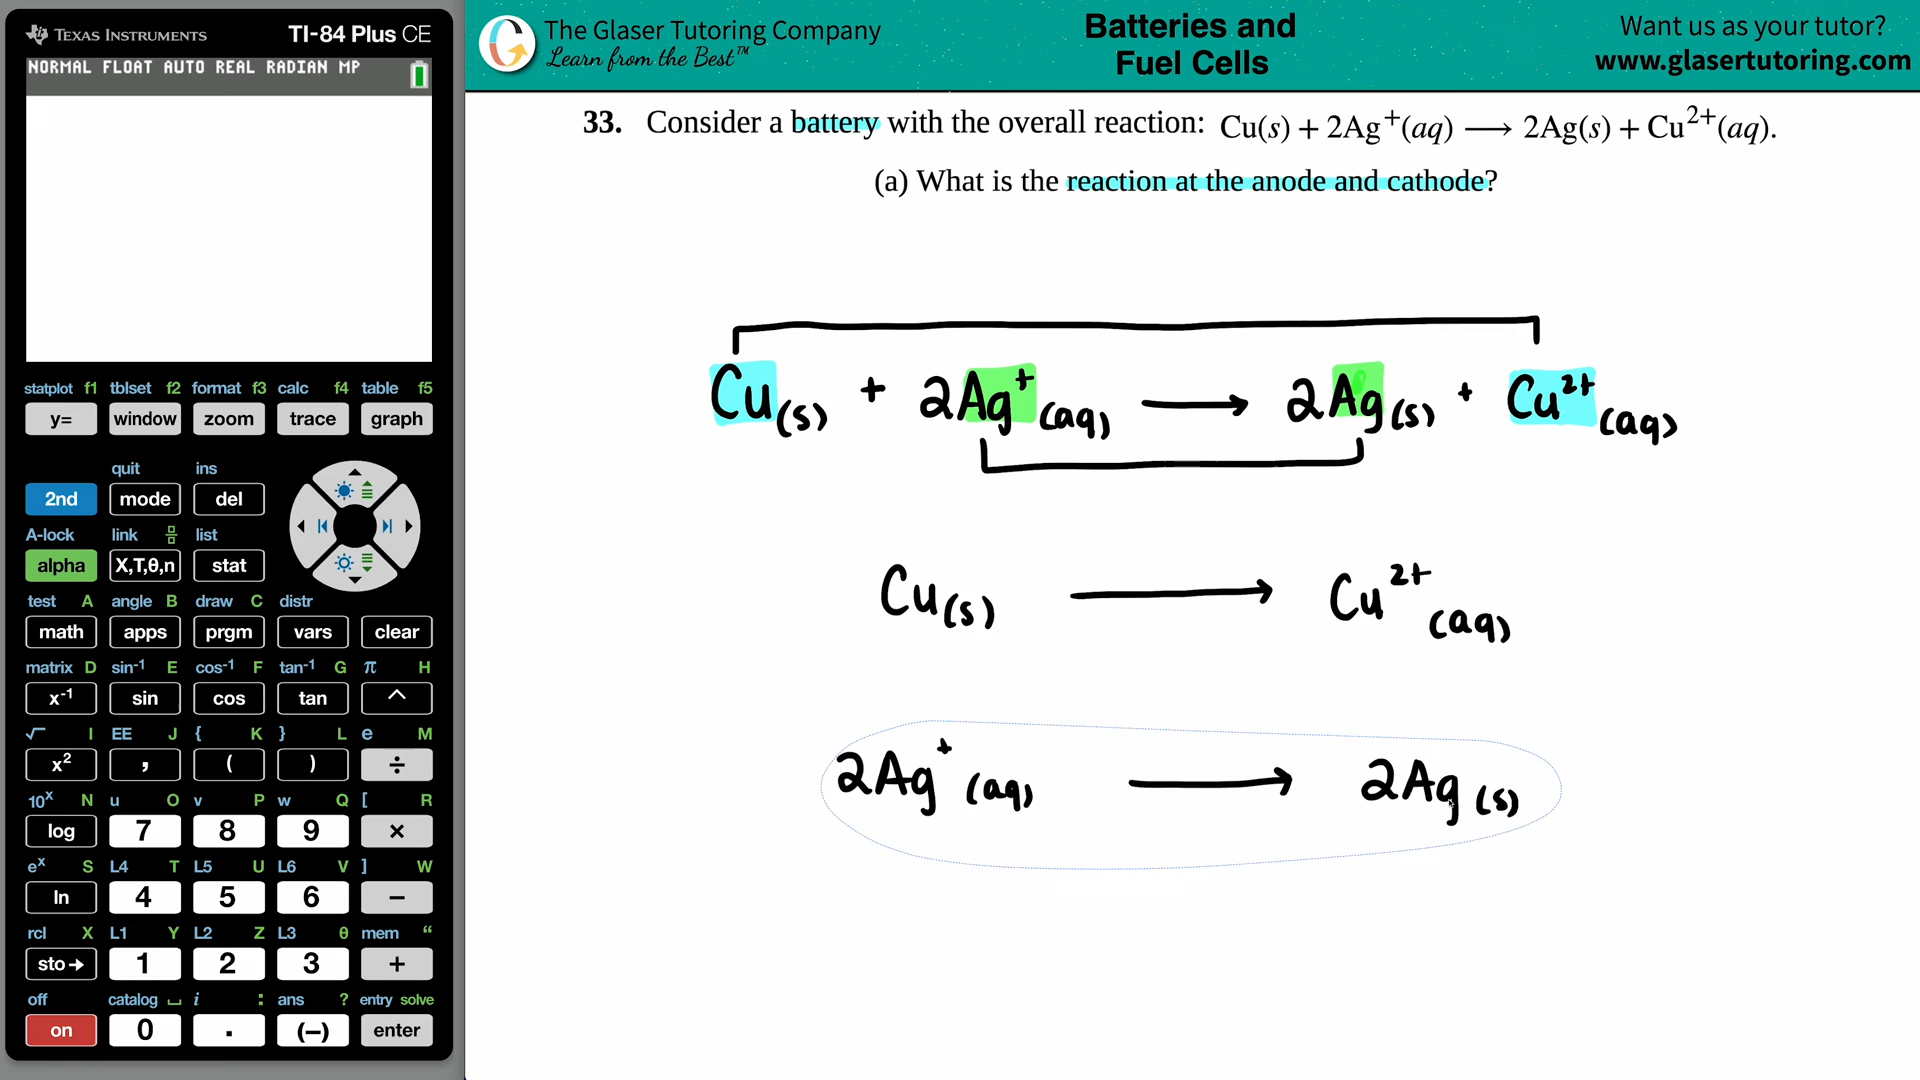 TEXAS INSTRUMENTS TI-84 Plus CE
NORMAL FLOAT AUTO REAL RADIAN MP
statplot f1 tblset f2 format f3 calc f4 table f5
y= window zoom trace graph
quit ins
2nd mode del
A-lock link list
alpha X,T,θ,n stat
test A angle B draw C distr
math apps prgm vars clear
matrix D sin-1 E cos-1 F tan-1 G π H
x-1 sin cos tan ^
√ I EE J { K } L e M
x2 , ( ) ÷
10x N u O v P w Q [ R
log 7 8 9 ×
ex S L4 T L5 U L6 V ] W
ln 4 5 6 −
rcl X L1 Y L2 Z L3 θ mem “
sto→ 1 2 3 +
off catalog ⎵ i : ans ? entry solve
on 0 . (−) enter
The Glaser Tutoring Company
Learn from the Best™
Batteries and
Fuel Cells
Want us as your tutor?
www.glasertutoring.com
33. Consider a battery with the overall reaction: Cu(s) + 2Ag⁺(aq) ⟶ 2Ag(s) + Cu²⁺(aq).
(a) What is the reaction at the anode and cathode?
Cu(s) + 2Ag⁺(aq) ⟶ 2Ag(s) + Cu²⁺(aq)
Cu(s) ⟶ Cu²⁺(aq)
2Ag⁺(aq) ⟶ 2Ag(s)